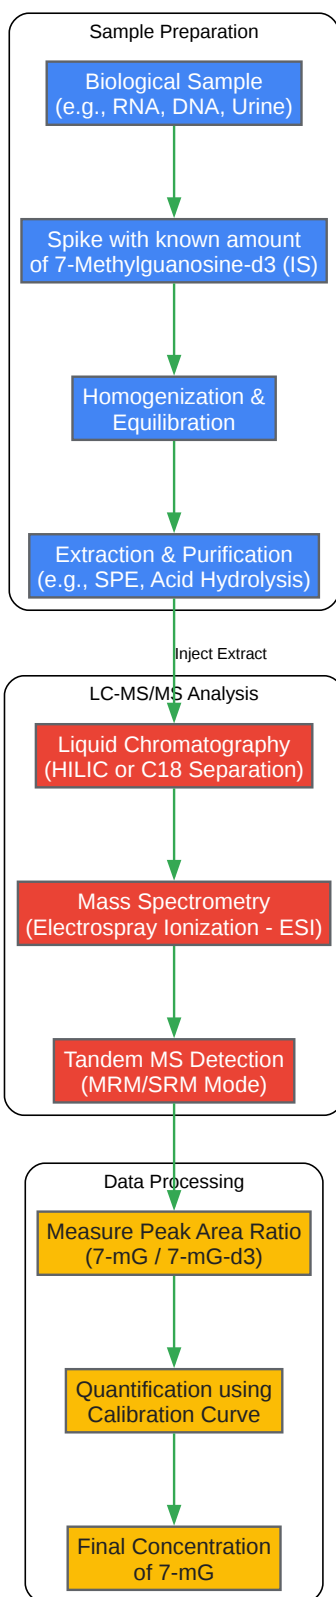 Sample Preparation
Biological Sample
(e.g., RNA, DNA, Urine)
Spike with known amount
of 7-Methylguanosine-d3 (IS)
Homogenization &
Equilibration
Extraction & Purification
(e.g., SPE, Acid Hydrolysis)
Inject Extract
LC-MS/MS Analysis
Liquid Chromatography
(HILIC or C18 Separation)
Mass Spectrometry
(Electrospray Ionization - ESI)
Tandem MS Detection
(MRM/SRM Mode)
Data Processing
Measure Peak Area Ratio
(7-mG / 7-mG-d3)
Quantification using
Calibration Curve
Final Concentration
of 7-mG